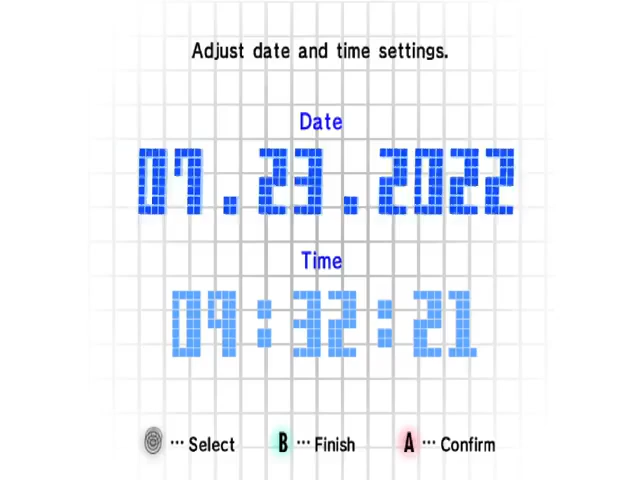 Adjust date and time settings.
Date
07.23.2022
Time
09:32:21
... Select B ... Finish A ... Confirm